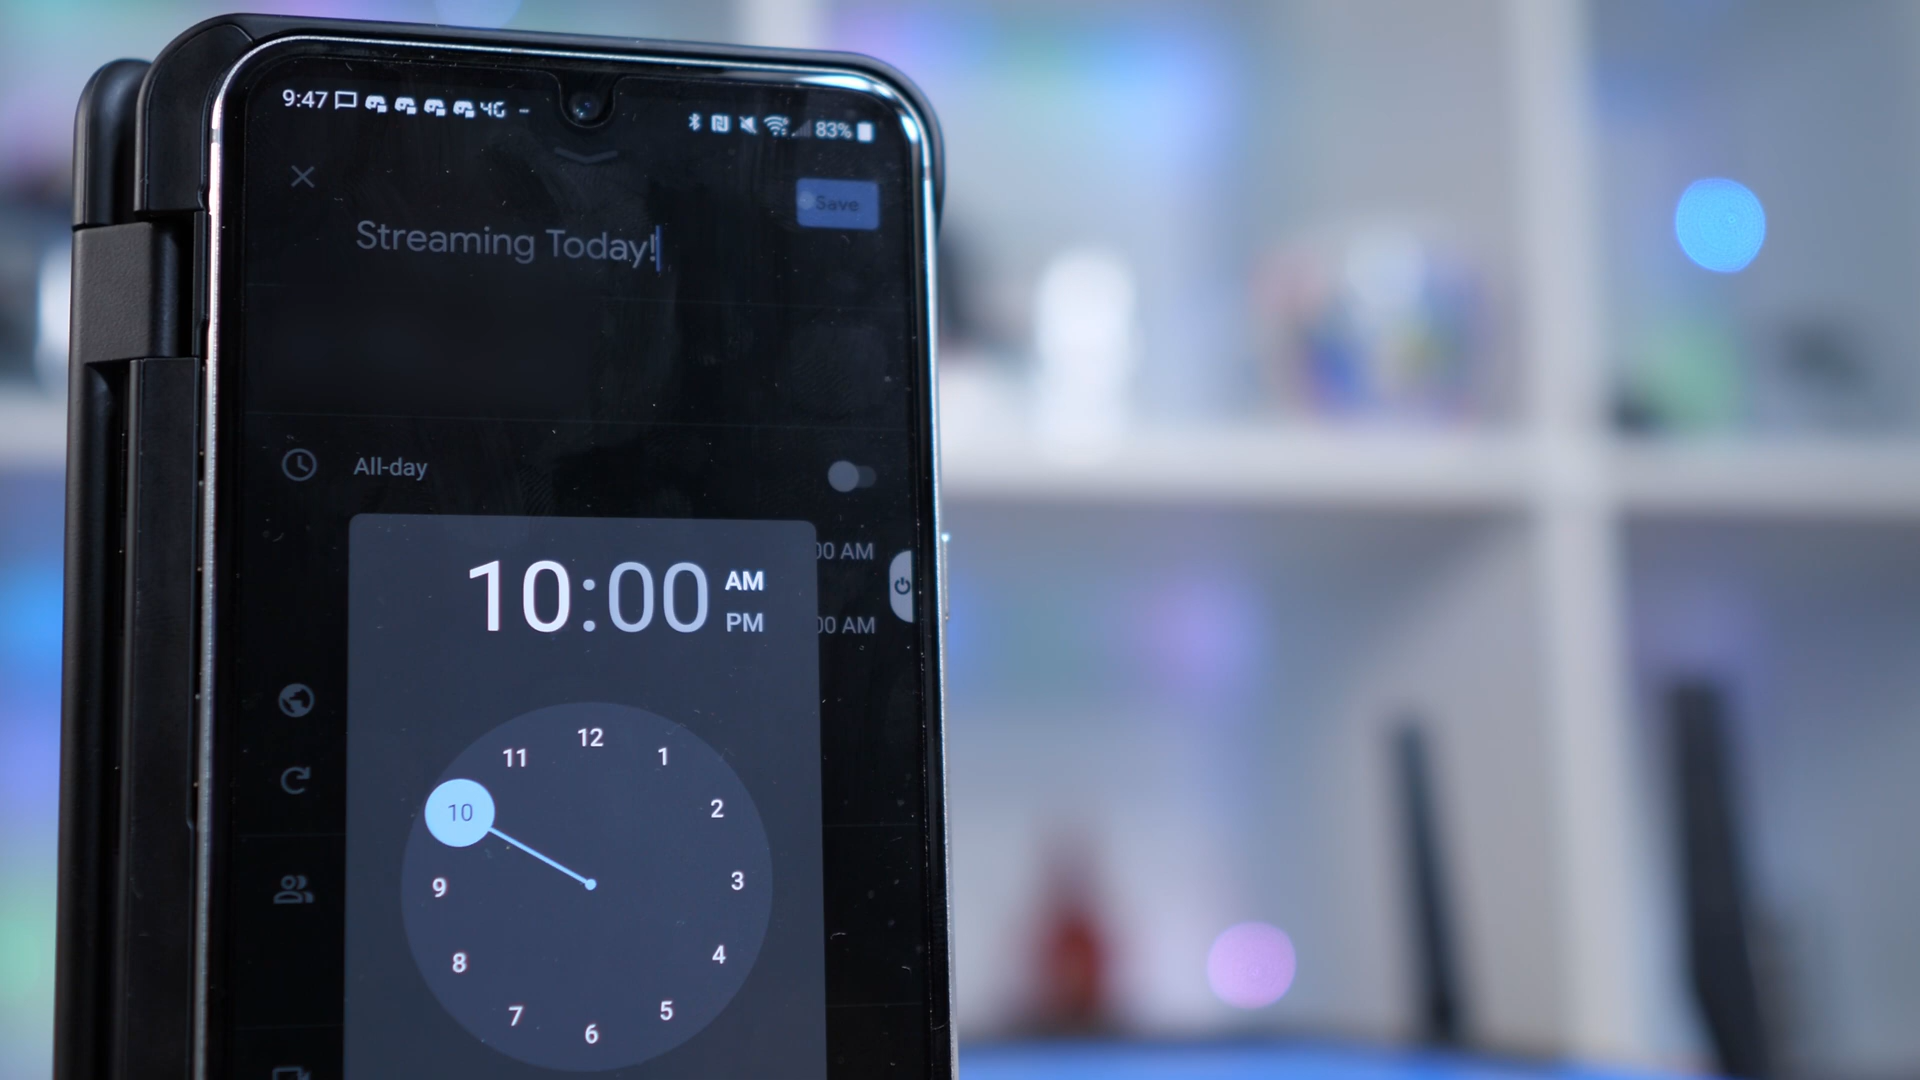 9:47 4G 83%
Save
Streaming Today!
All-day
10:00 AM
PM
00 AM
00 AM
12
11 1
10 2
9 3
8 4
7 5
6